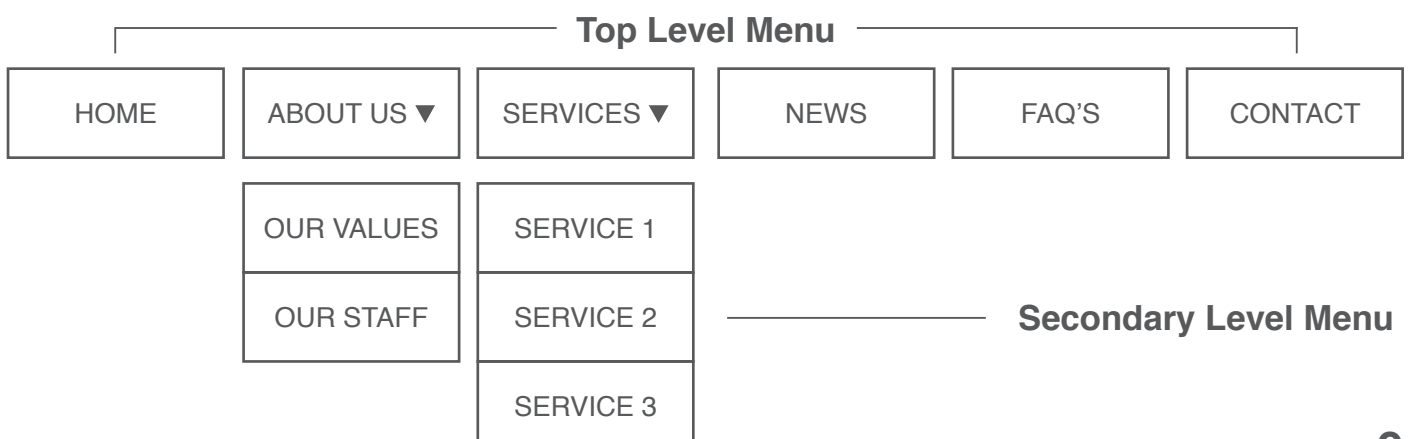 Top Level Menu
HOME
ABOUT US ▼
SERVICES ▼
NEWS
FAQ’S
CONTACT
OUR VALUES
SERVICE 1
OUR STAFF
SERVICE 2
Secondary Level Menu
SERVICE 3